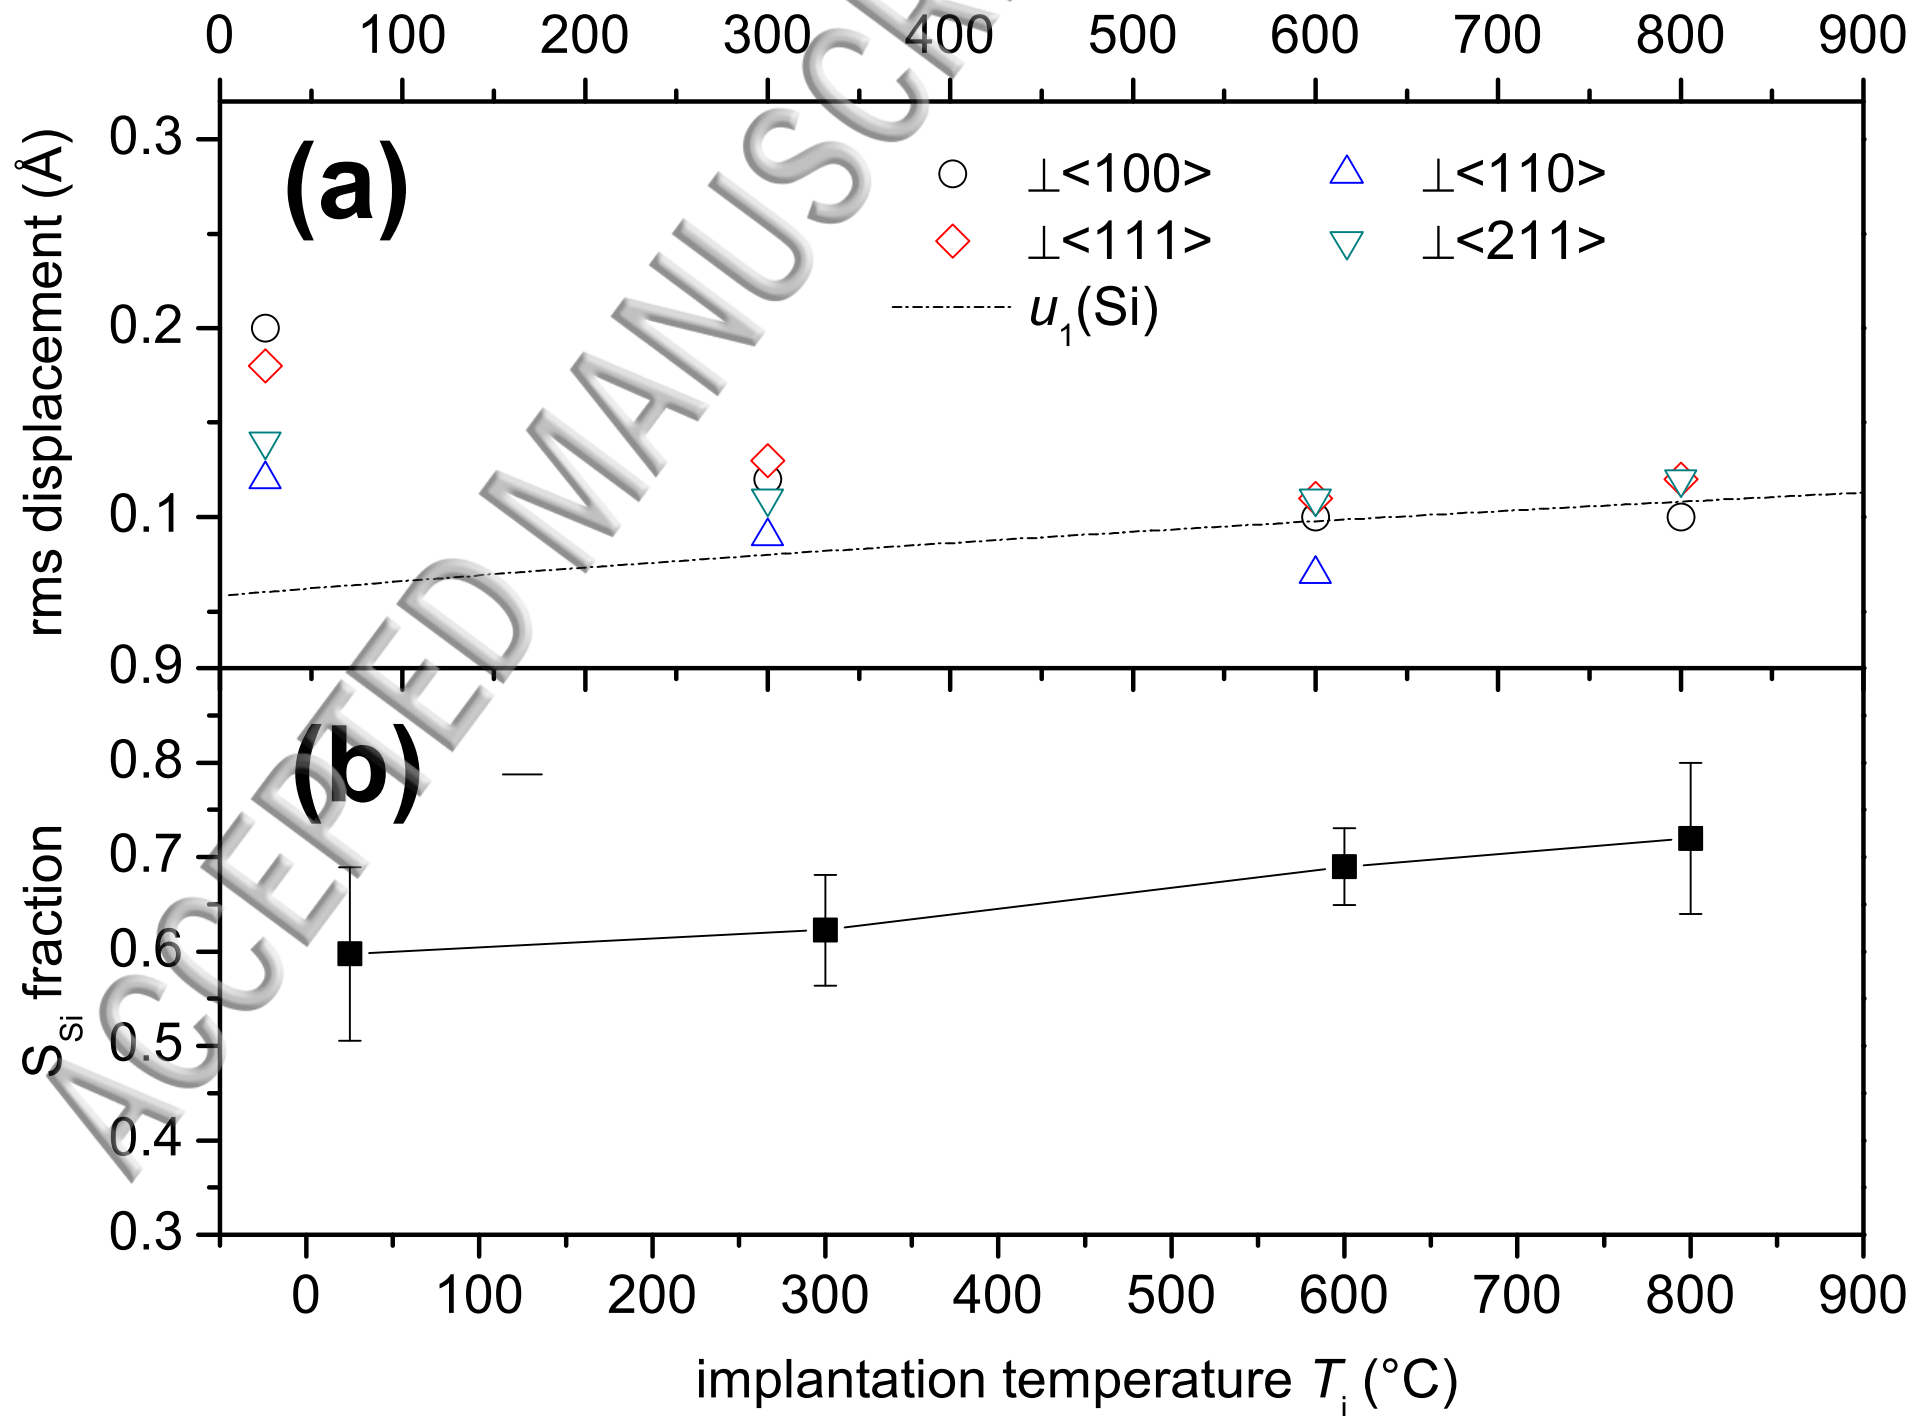 0 100 200 300 400 500 600 700 800 900
0.3
0.2
0.1
rms displacement (Å)
(a)
⊥<100> ⊥<110>
⊥<111> ⊥<211>
u1(Si)
0.9
0.8
0.7
0.6
0.5
0.4
0.3
SSi fraction
(b)
0 100 200 300 400 500 600 700 800 900
implantation temperature Ti (°C)
ACCEPTED MANUSCR